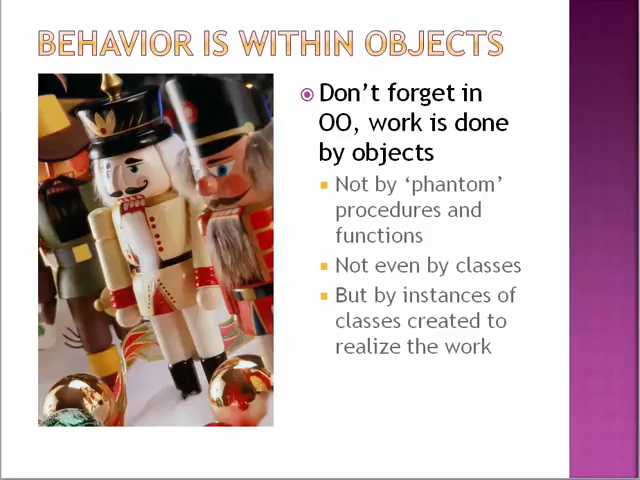 BEHAVIOR IS WITHIN OBJECTS
Don’t forget in
OO, work is done
by objects
Not by ‘phantom’
procedures and
functions
Not even by classes
But by instances of
classes created to
realize the work